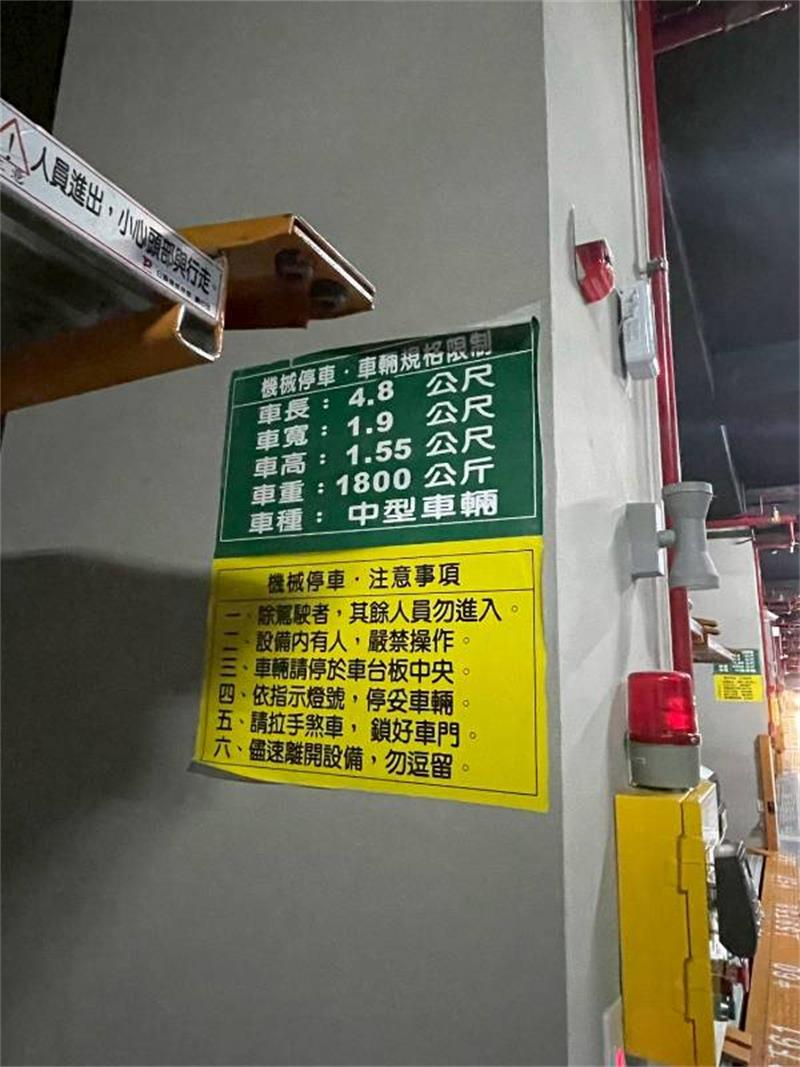 人員進出，小心頭部與行走。
機械停車．車輛規格限制
車長：4.8 公尺
車寬：1.9 公尺
車高：1.55 公尺
車重：1800 公斤
車種：中型車輛
機械停車．注意事項
一、除駕駛者，其餘人員勿進入。
二、設備內有人，嚴禁操作。
三、車輛請停於車台板中央。
四、依指示燈號，停妥車輛。
五、請拉手煞車，鎖好車門。
六、儘速離開設備，勿逗留。
#60